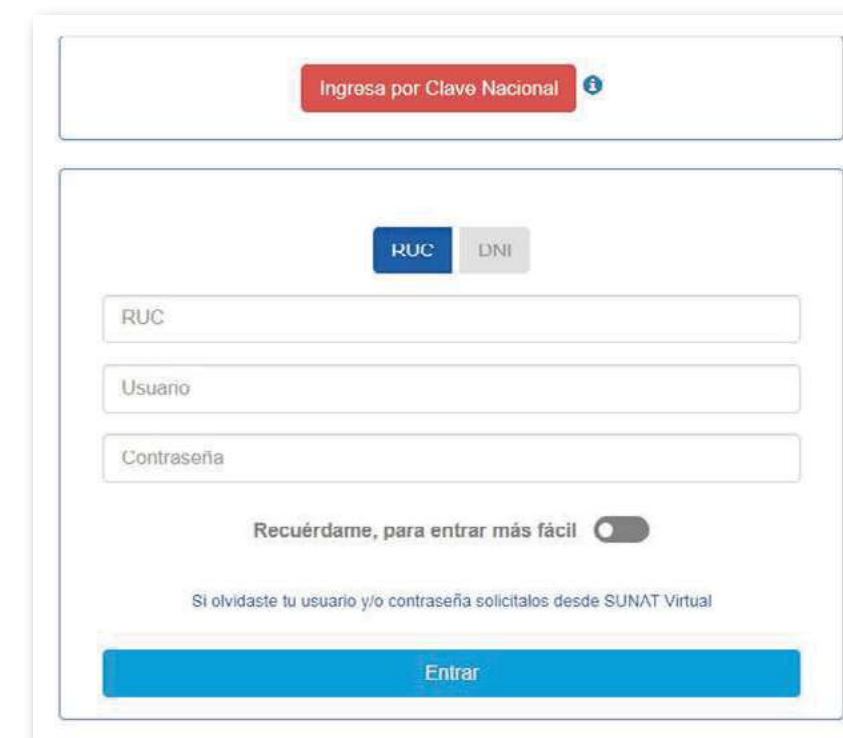 Ingresa por Clave Nacional
RUC DNI
RUC
Usuario
Contraseña
Recuérdame, para entrar más fácil
Si olvidaste tu usuario y/o contraseña solicitalos desde SUNAT Virtual
Entrar